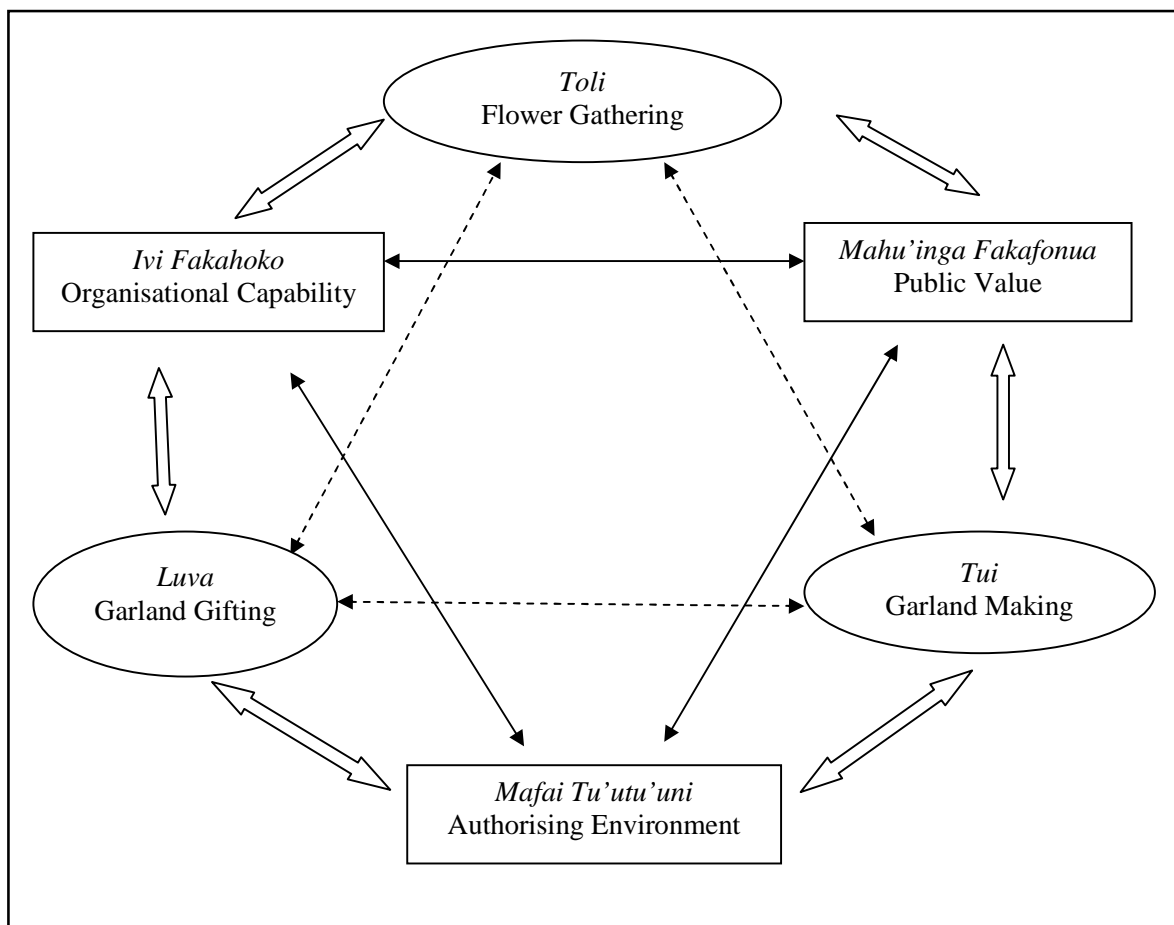 Toli
Flower Gathering
Ivi Fakahoko
Organisational Capability
Mahu’inga Fakafonua
Public Value
Luva
Garland Gifting
Tui
Garland Making
Mafai Tu’utu’uni
Authorising Environment